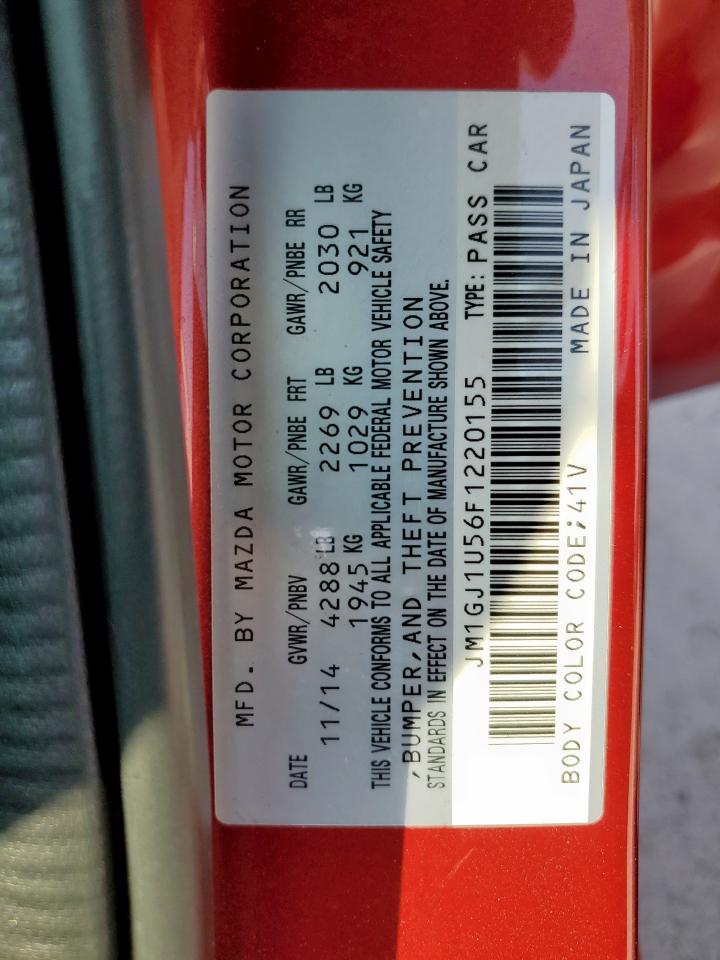 MFD. BY MAZDA MOTOR CORPORATION
DATE GVWR/PNBV GAWR/PNBE FRT GAWR/PNBE RR
11/14 4288 LB 2269 LB 2030 LB
1945 KG 1029 KG 921 KG
THIS VEHICLE CONFORMS TO ALL APPLICABLE FEDERAL MOTOR VEHICLE SAFETY
,BUMPER,AND THEFT PREVENTION
STANDARDS IN EFFECT ON THE DATE OF MANUFACTURE SHOWN ABOVE.
JM1GJ1U56F1220155 TYPE: PASS CAR
BODY COLOR CODE;41V MADE IN JAPAN